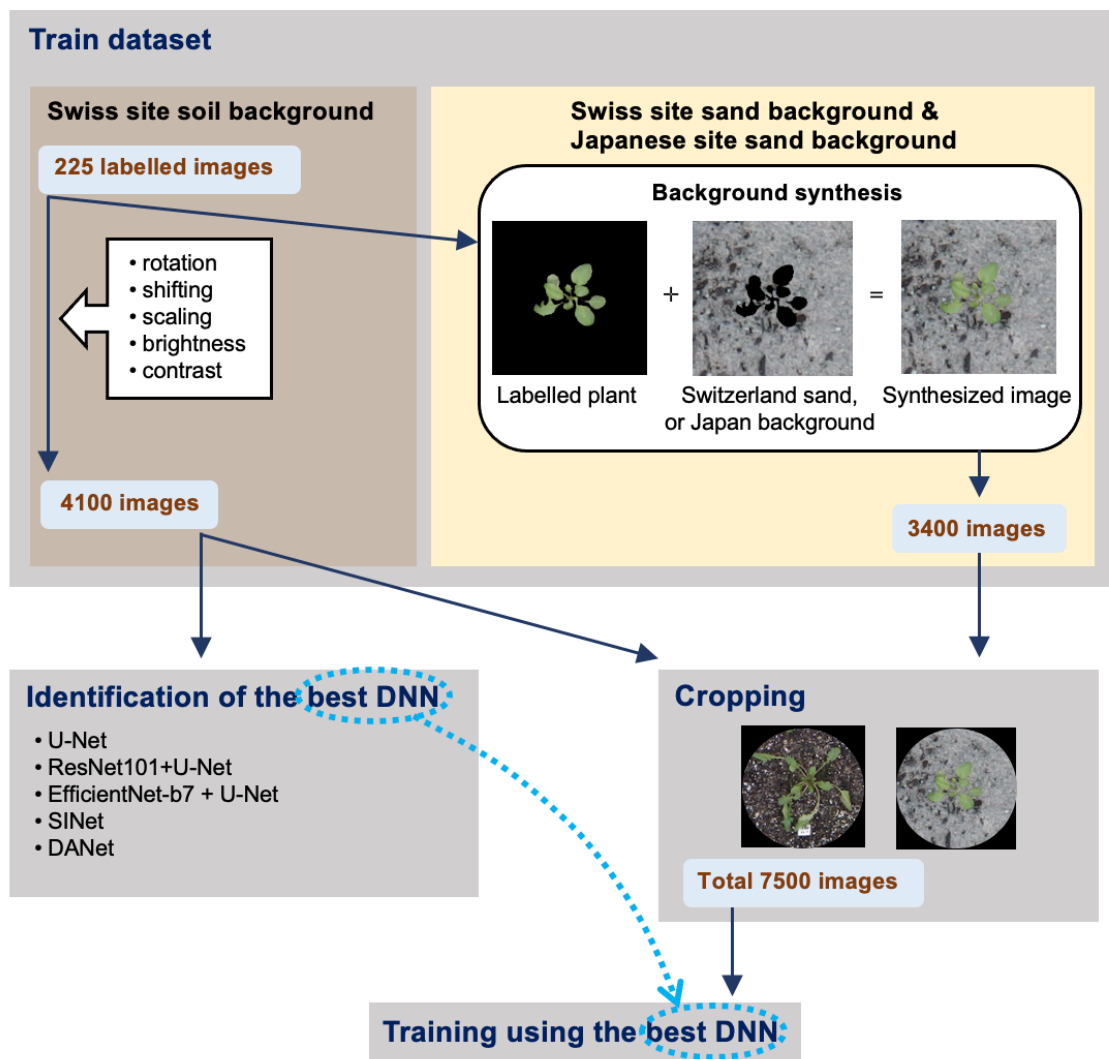 Train dataset
Swiss site soil background
225 labelled images
• rotation
• shifting
• scaling
• brightness
• contrast
4100 images
Swiss site sand background &
Japanese site sand background
Background synthesis
+
=
Labelled plant
Switzerland sand,
or Japan background
Synthesized image
3400 images
Identification of the best DNN
• U-Net
• ResNet101+U-Net
• EfficientNet-b7 + U-Net
• SINet
• DANet
Cropping
Total 7500 images
Training using the best DNN